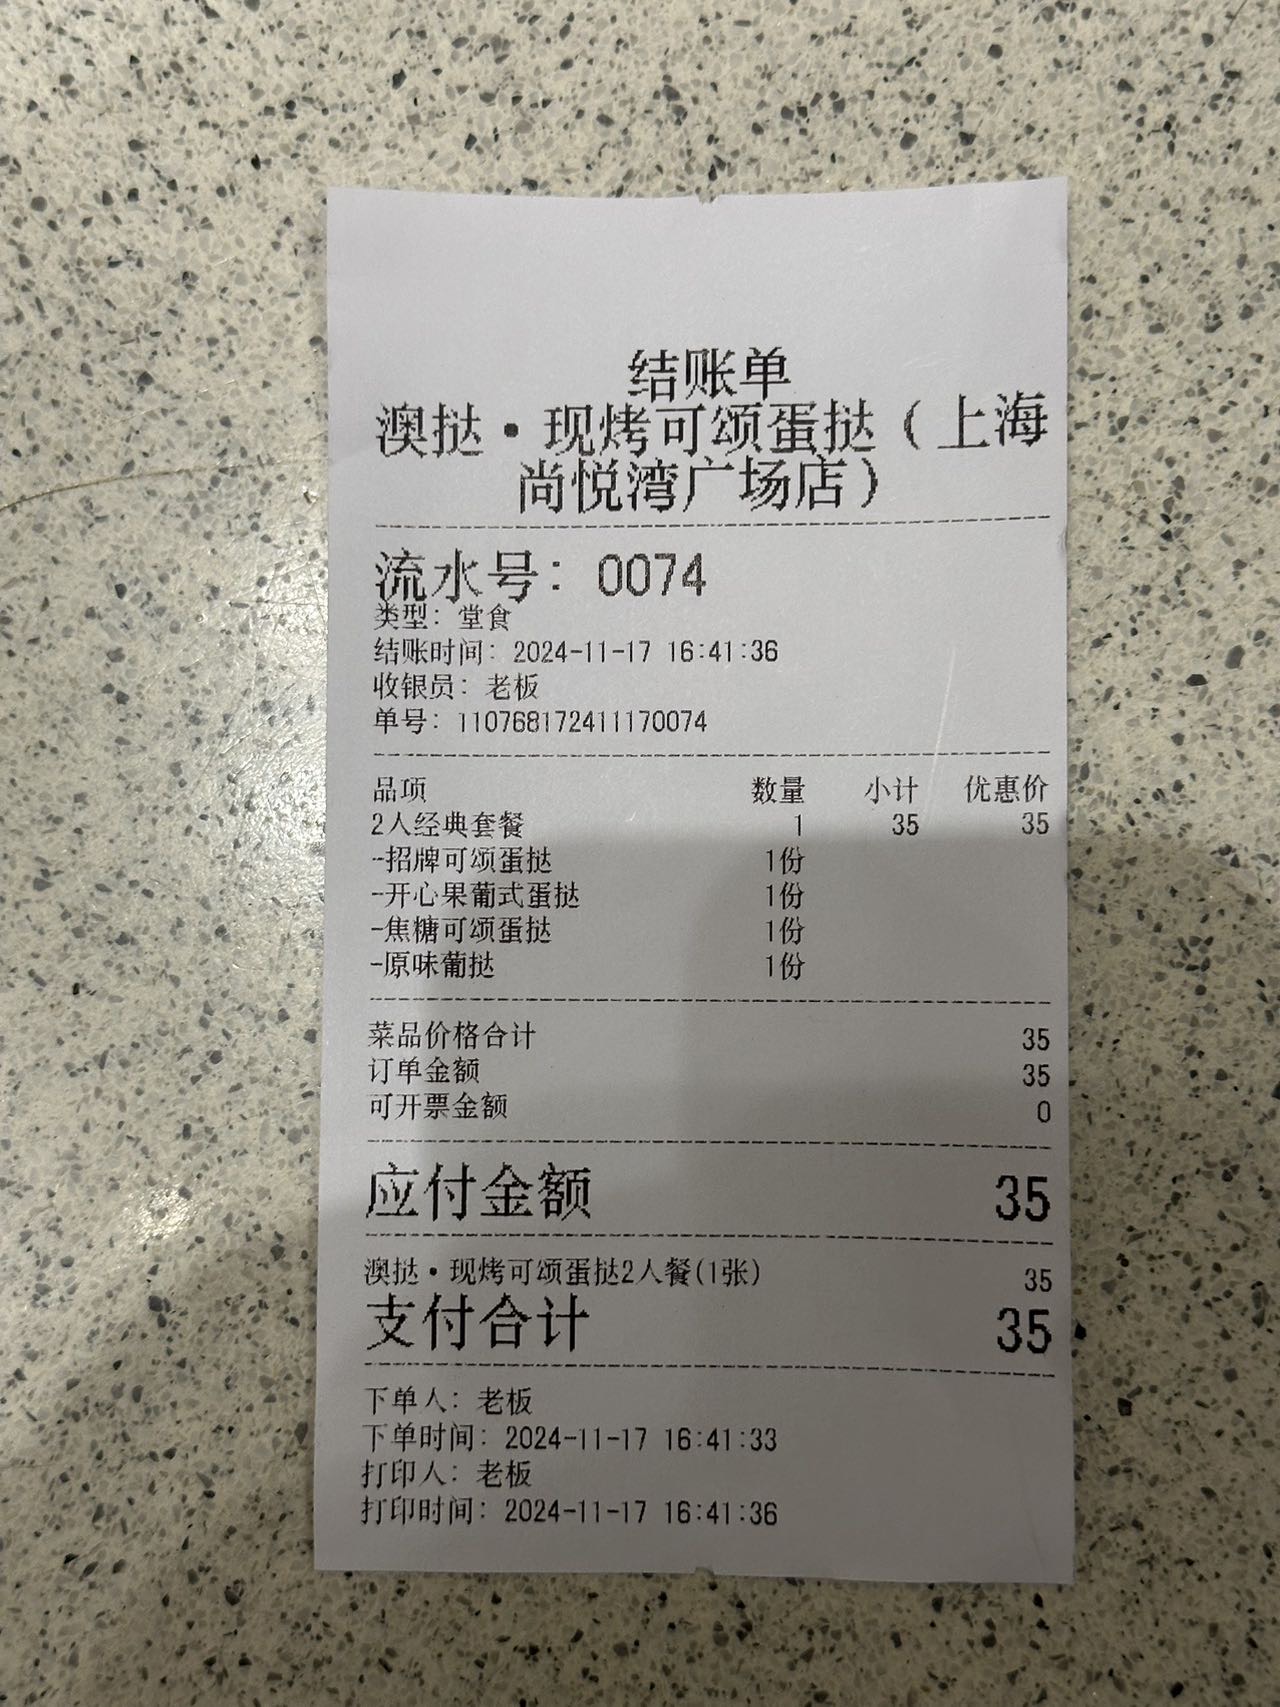 结账单
澳挞·现烤可颂蛋挞（上海
尚悦湾广场店）
流水号：0074
类型：堂食
结账时间：2024-11-17 16:41:36
收银员：老板
单号：110768172411170074
品项 数量 小计 优惠价
2人经典套餐 1 35 35
-招牌可颂蛋挞 1份
-开心果葡式蛋挞 1份
-焦糖可颂蛋挞 1份
-原味葡挞 1份
菜品价格合计 35
订单金额 35
可开票金额 0
应付金额 35
澳挞·现烤可颂蛋挞2人餐(1张) 35
支付合计 35
下单人：老板
下单时间：2024-11-17 16:41:33
打印人：老板
打印时间：2024-11-17 16:41:36